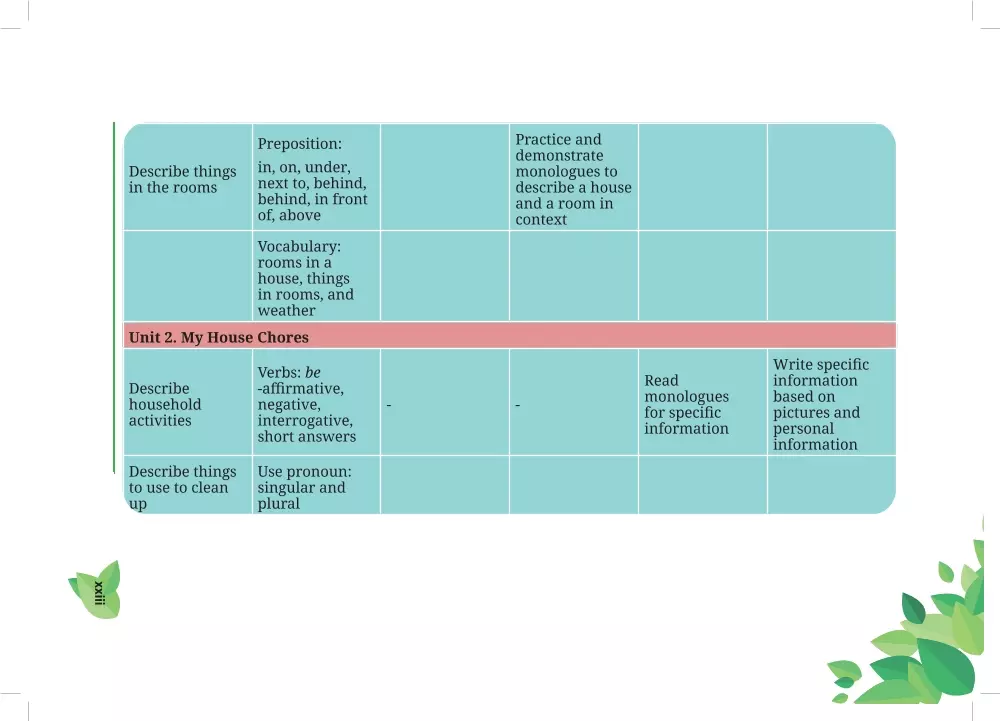 Describe things
in the rooms
Preposition:
in, on, under,
next to, behind,
behind, in front
of, above
Practice and
demonstrate
monologues to
describe a house
and a room in
context
Vocabulary:
rooms in a
house, things
in rooms, and
weather
Unit 2. My House Chores
Describe
household
activities
Verbs: be
-affirmative,
negative,
interrogative,
short answers
-
-
Read
monologues
for specific
information
Write specific
information
based on
pictures and
personal
information
Describe things
to use to clean
up
Use pronoun:
singular and
plural
xxiii